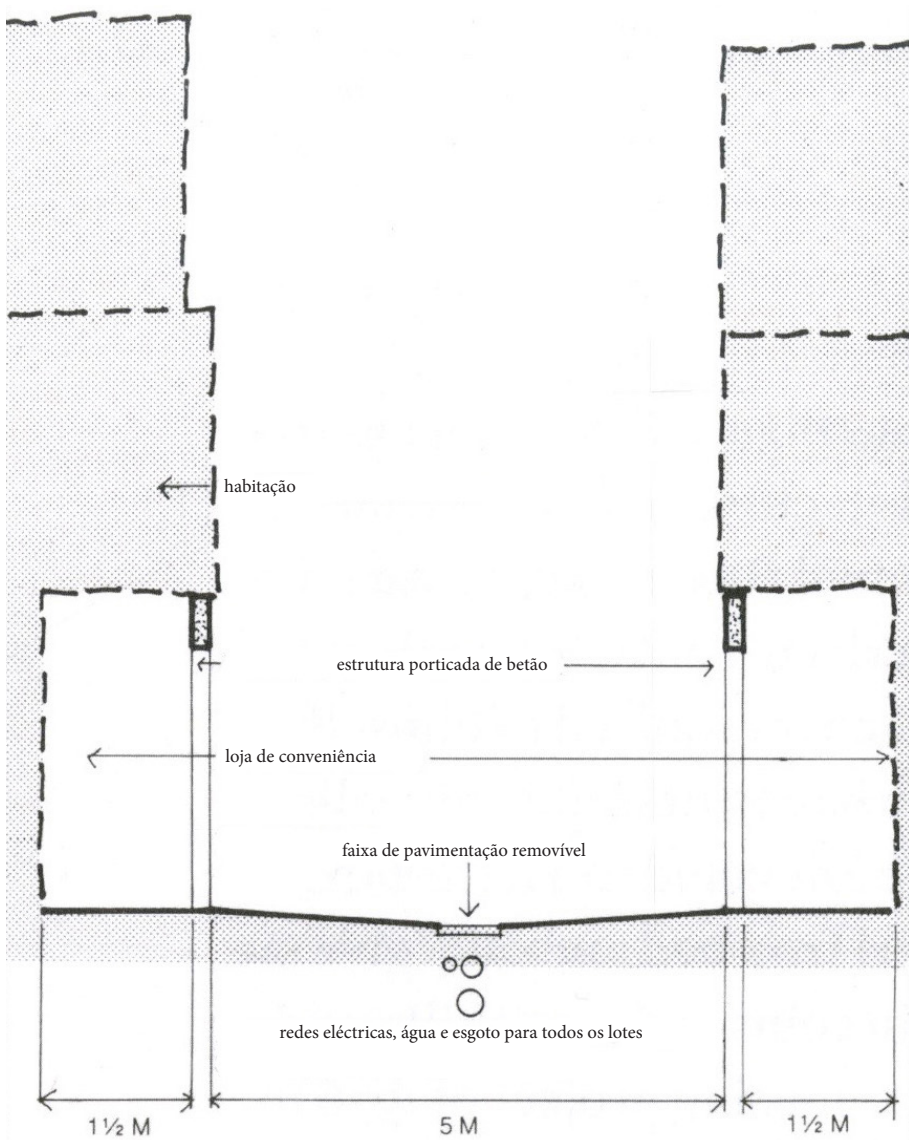 habitação
estrutura porticada de betão
loja de conveniência
faixa de pavimentação removível
redes eléctricas, água e esgoto para todos os lotes
1½ M
5 M
1½ M